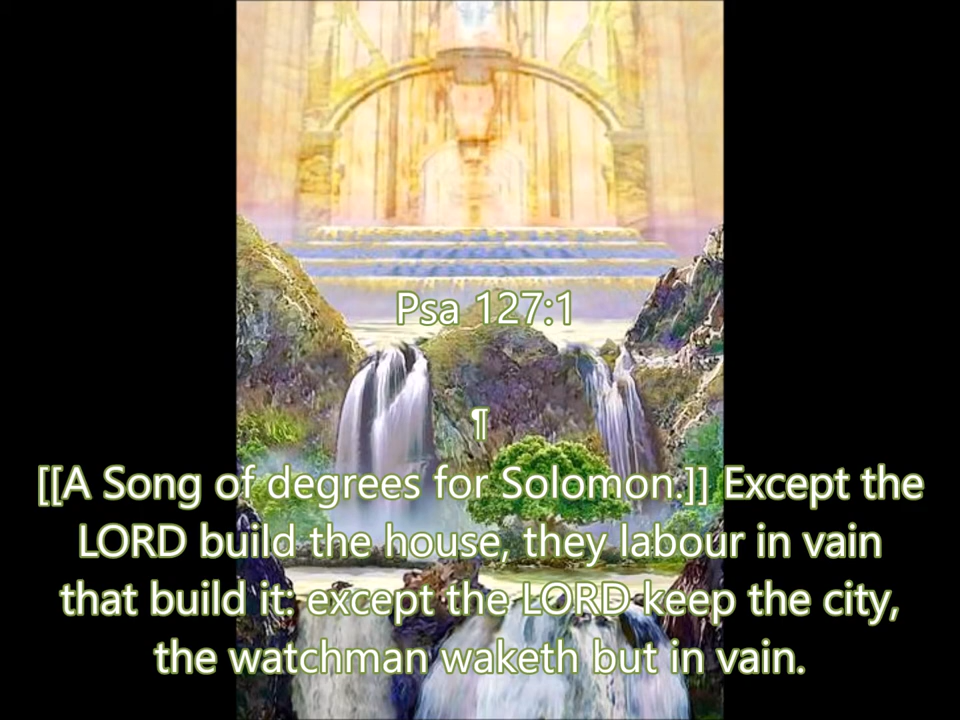 Psa 127:1
¶
[[A Song of degrees for Solomon.]] Except the
LORD build the house, they labour in vain
that build it: except the LORD keep the city,
the watchman waketh but in vain.